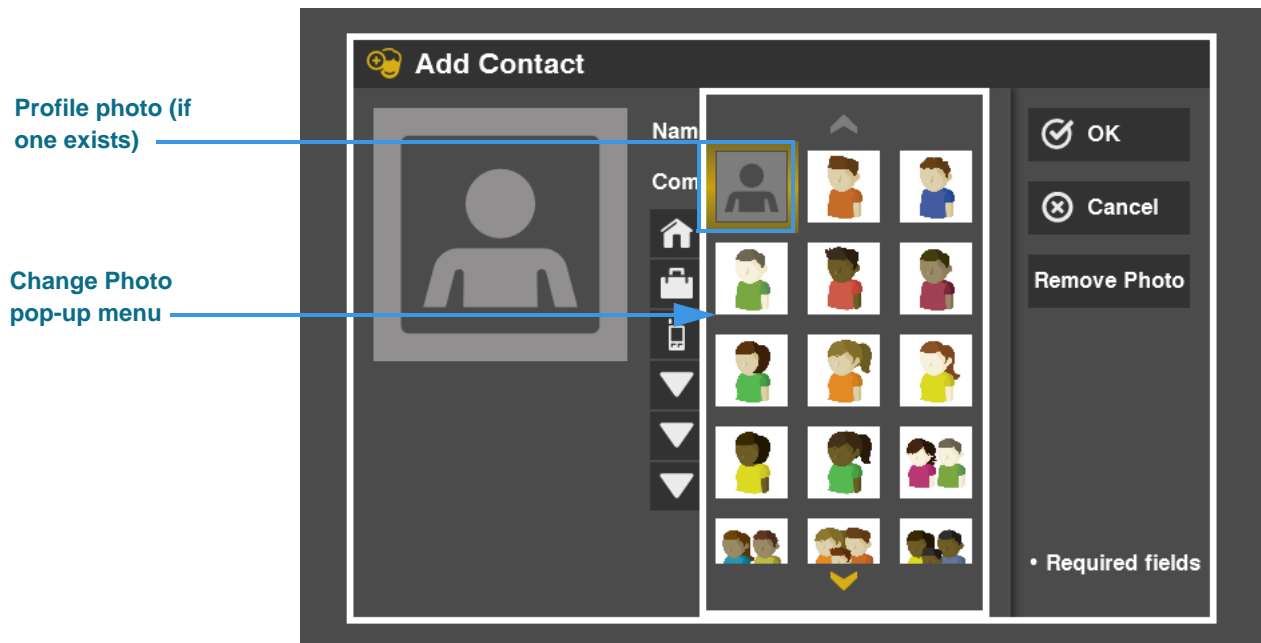 Add Contact
Profile photo (if
one exists)
Nam
Com
OK
Cancel
Change Photo
pop-up menu
Remove Photo
• Required fields